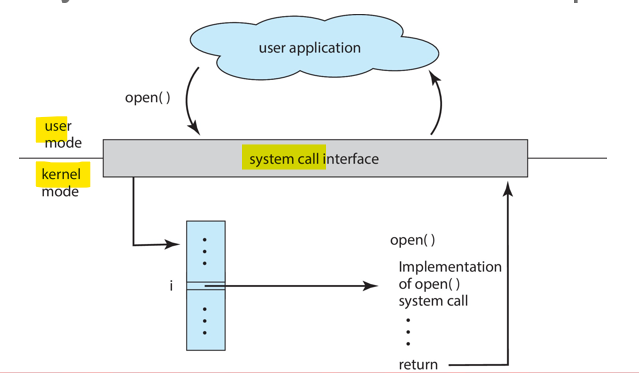 user application
open( )
user
mode
system call interface
kernel
mode
i
open( )
Implementation
of open( )
system call
return